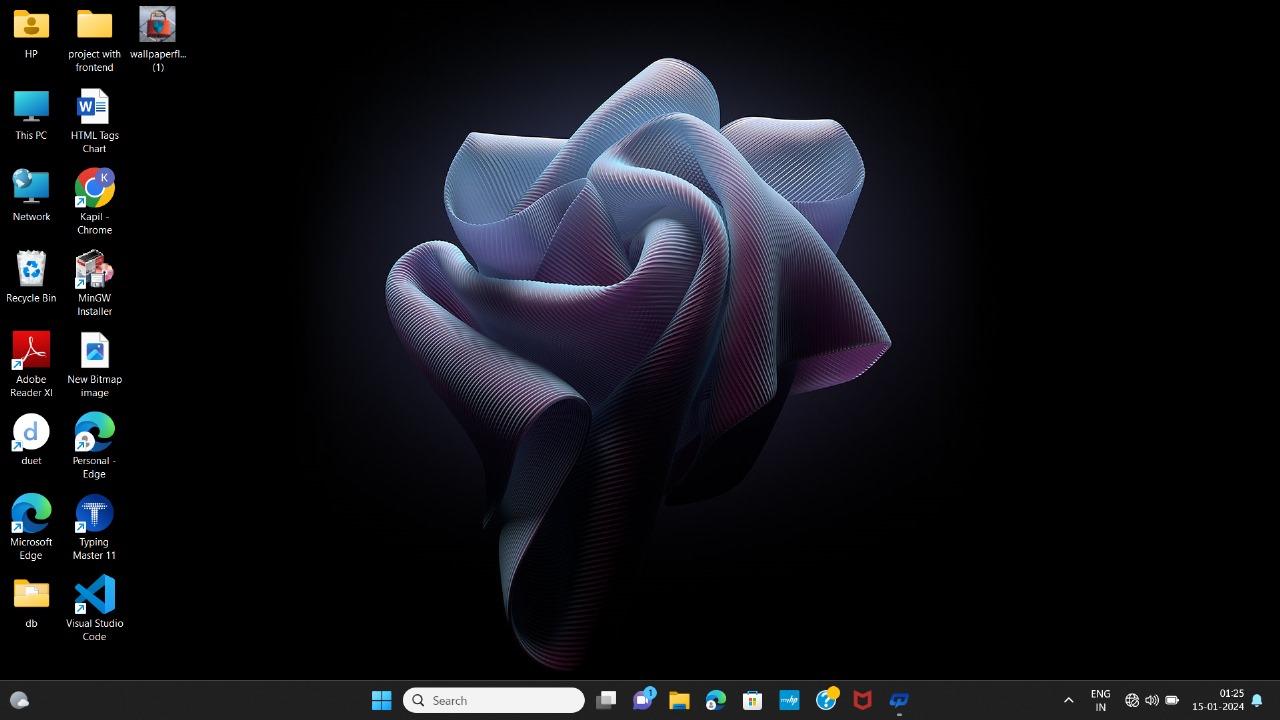 HP
project with
frontend
wallpaperfl...
(1)
This PC
HTML Tags
Chart
Network
Kapil -
Chrome
Recycle Bin
MinGW
Installer
Adobe
Reader XI
New Bitmap
image
duet
Personal -
Edge
Microsoft
Edge
Typing
Master 11
db
Visual Studio
Code
W
K
d
T
Search
1
myhp
?
ENG
IN
01:25
15-01-2024